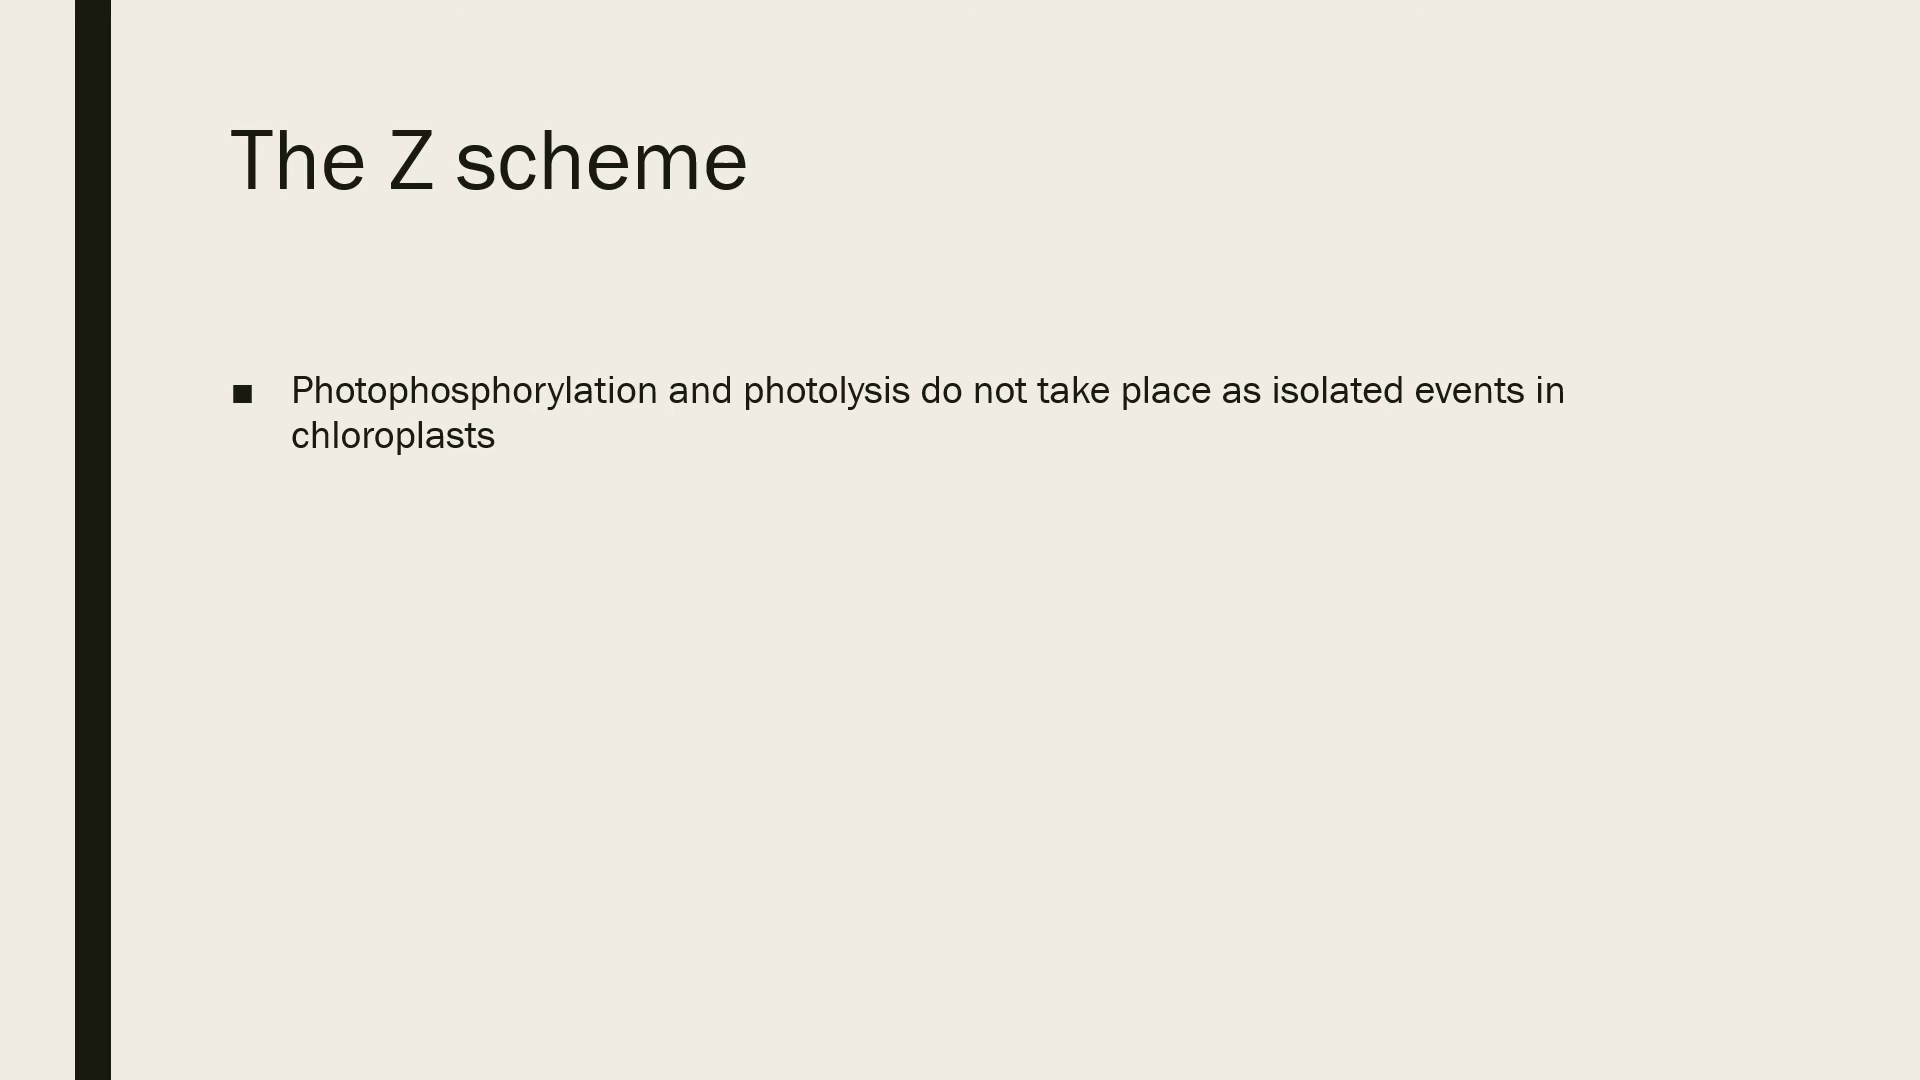 The Z scheme
■ Photophosphorylation and photolysis do not take place as isolated events in
chloroplasts